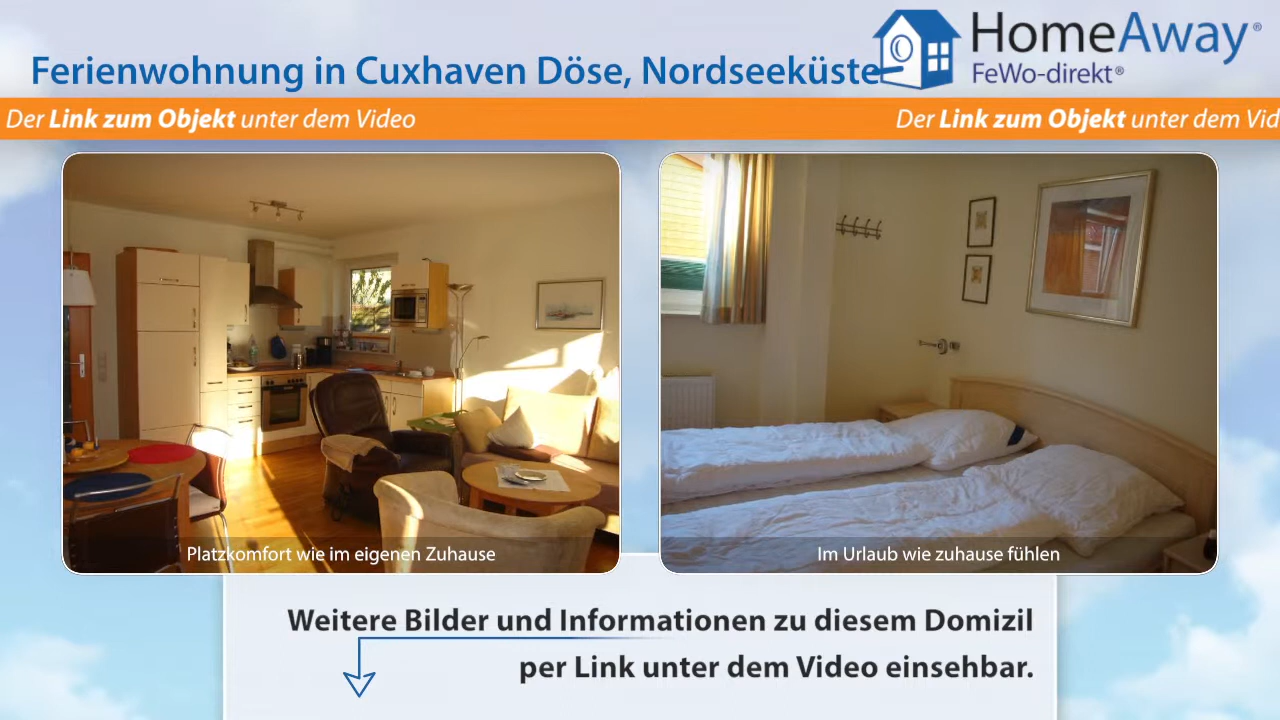 HomeAway®
FeWo-direkt®
Ferienwohnung in Cuxhaven Döse, Nordseeküste
Der Link zum Objekt unter dem Video
Der Link zum Objekt unter dem Vid
Platzkomfort wie im eigenen Zuhause
Im Urlaub wie zuhause fühlen
Weitere Bilder und Informationen zu diesem Domizil
per Link unter dem Video einsehbar.